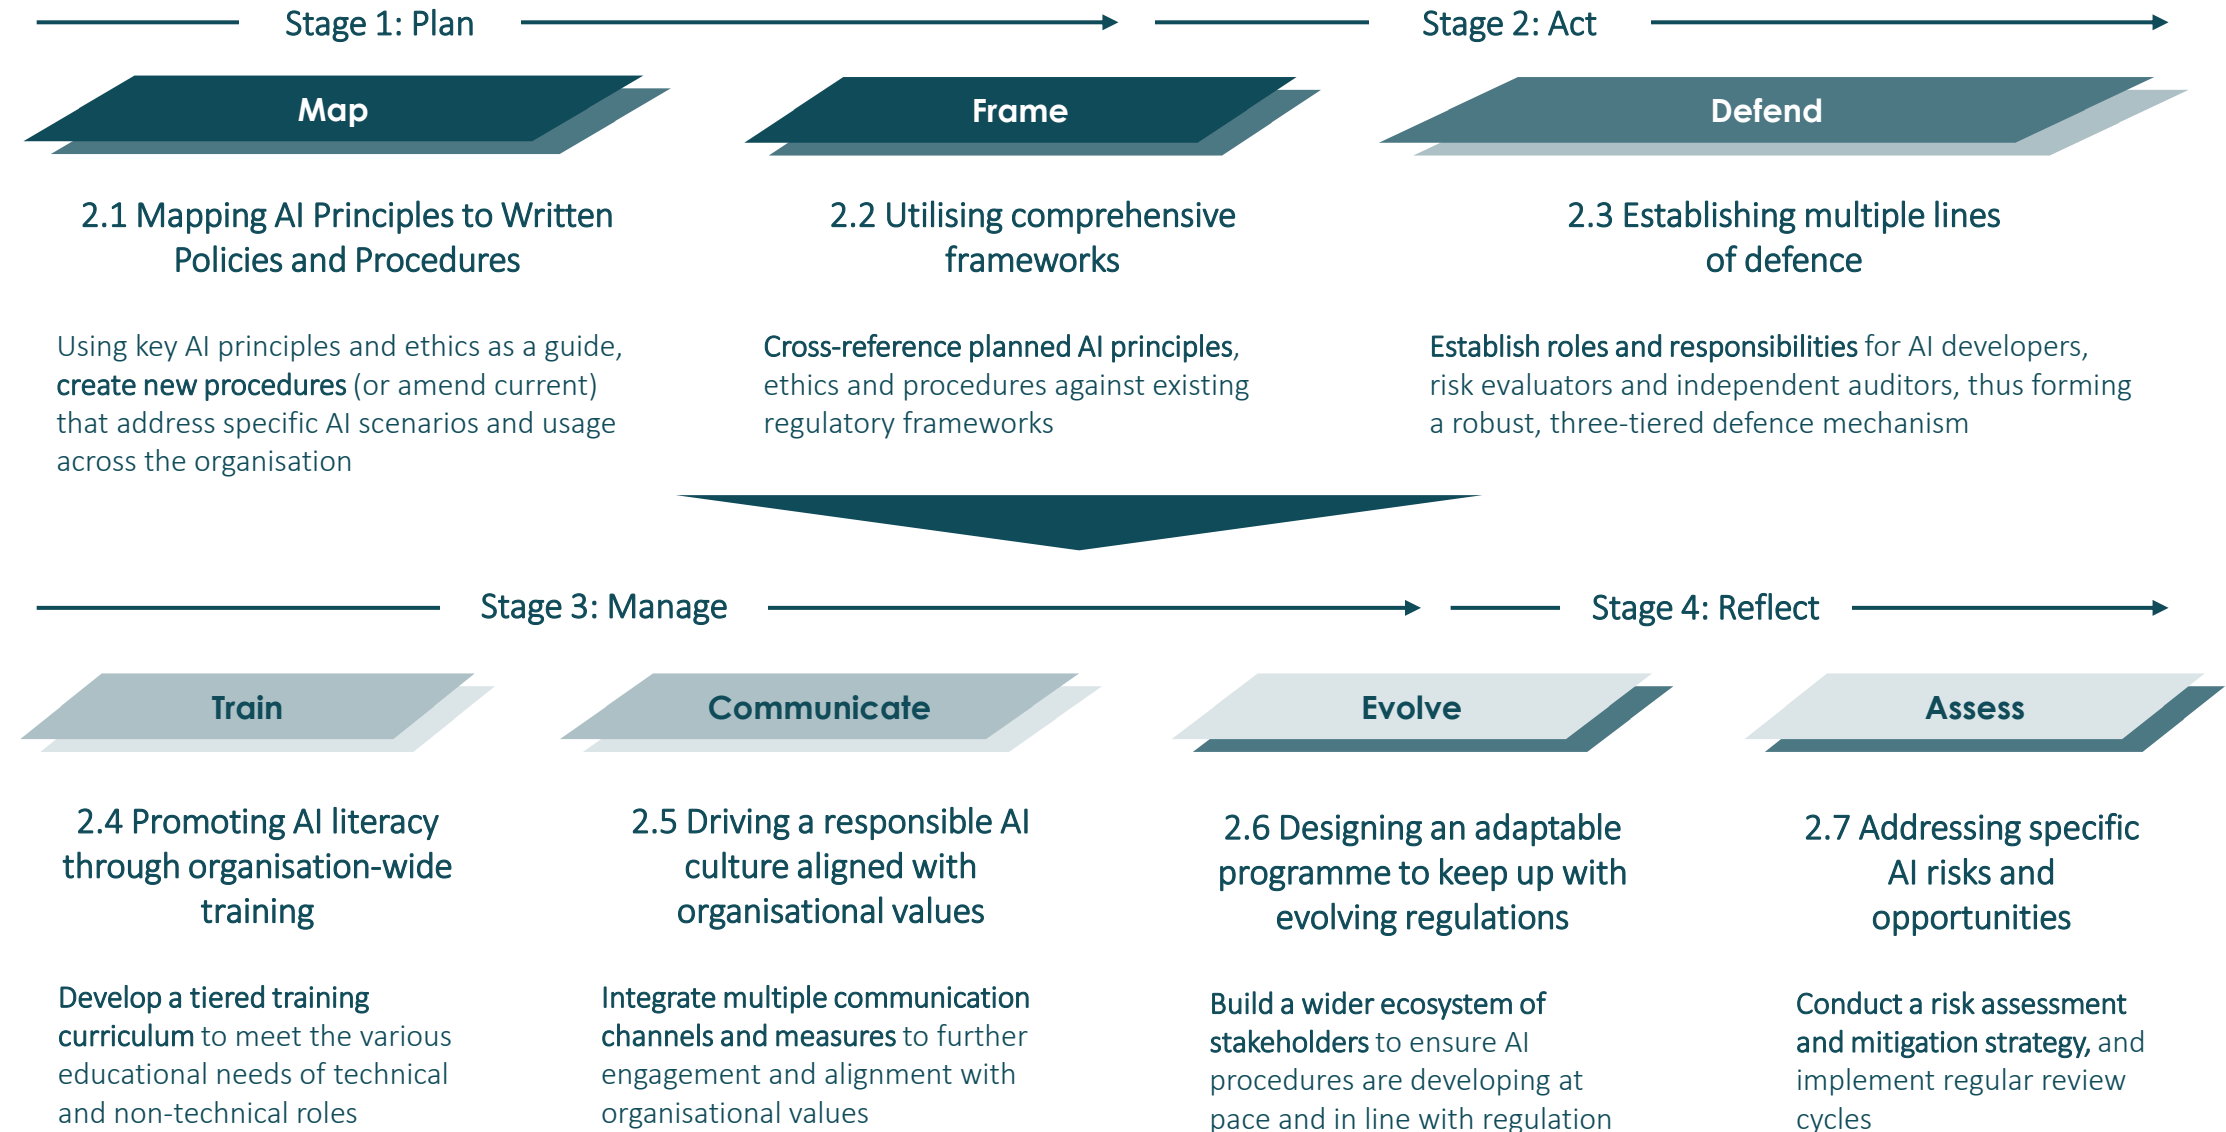 Stage 1: Plan
Stage 2: Act
Map
Frame
Defend
2.1 Mapping AI Principles to Written
Policies and Procedures
2.2 Utilising comprehensive
frameworks
2.3 Establishing multiple lines
of defence
Using key AI principles and ethics as a guide,
create new procedures (or amend current)
that address specific AI scenarios and usage
across the organisation
Cross-reference planned AI principles,
ethics and procedures against existing
regulatory frameworks
Establish roles and responsibilities for AI developers,
risk evaluators and independent auditors, thus forming
a robust, three-tiered defence mechanism
Stage 3: Manage
Stage 4: Reflect
Train
Communicate
Evolve
Assess
2.4 Promoting AI literacy
through organisation-wide
training
2.5 Driving a responsible AI
culture aligned with
organisational values
2.6 Designing an adaptable
programme to keep up with
evolving regulations
2.7 Addressing specific
AI risks and
opportunities
Develop a tiered training
curriculum to meet the various
educational needs of technical
and non-technical roles
Integrate multiple communication
channels and measures to further
engagement and alignment with
organisational values
Build a wider ecosystem of
stakeholders to ensure AI
procedures are developing at
pace and in line with regulation
Conduct a risk assessment
and mitigation strategy, and
implement regular review
cycles